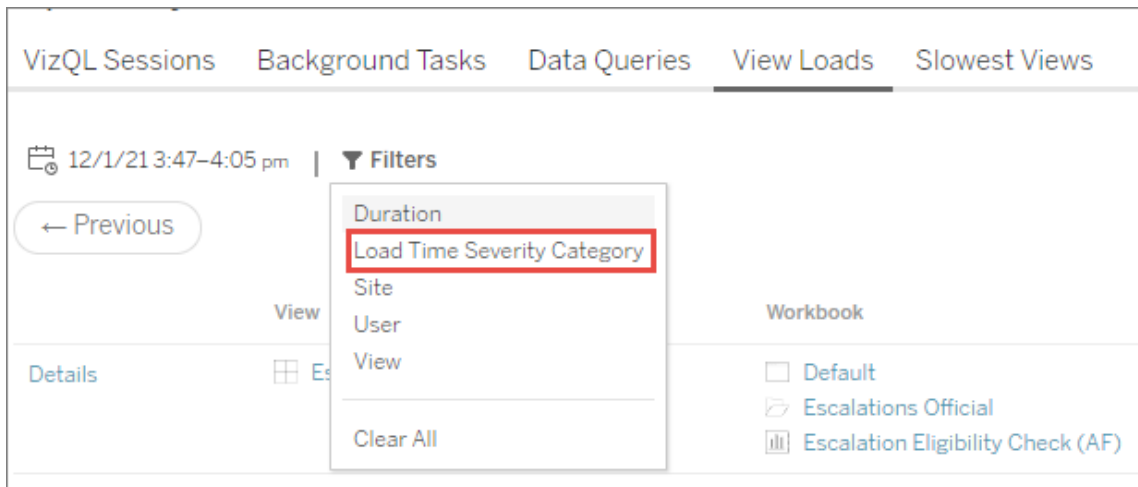 VizQL Sessions Background Tasks Data Queries View Loads Slowest Views
12/1/21 3:47–4:05 pm | Filters
← Previous
Duration
Load Time Severity Category
Site
User
View
Clear All
View Workbook
Details Es Default
Escalations Official
Escalation Eligibility Check (AF)